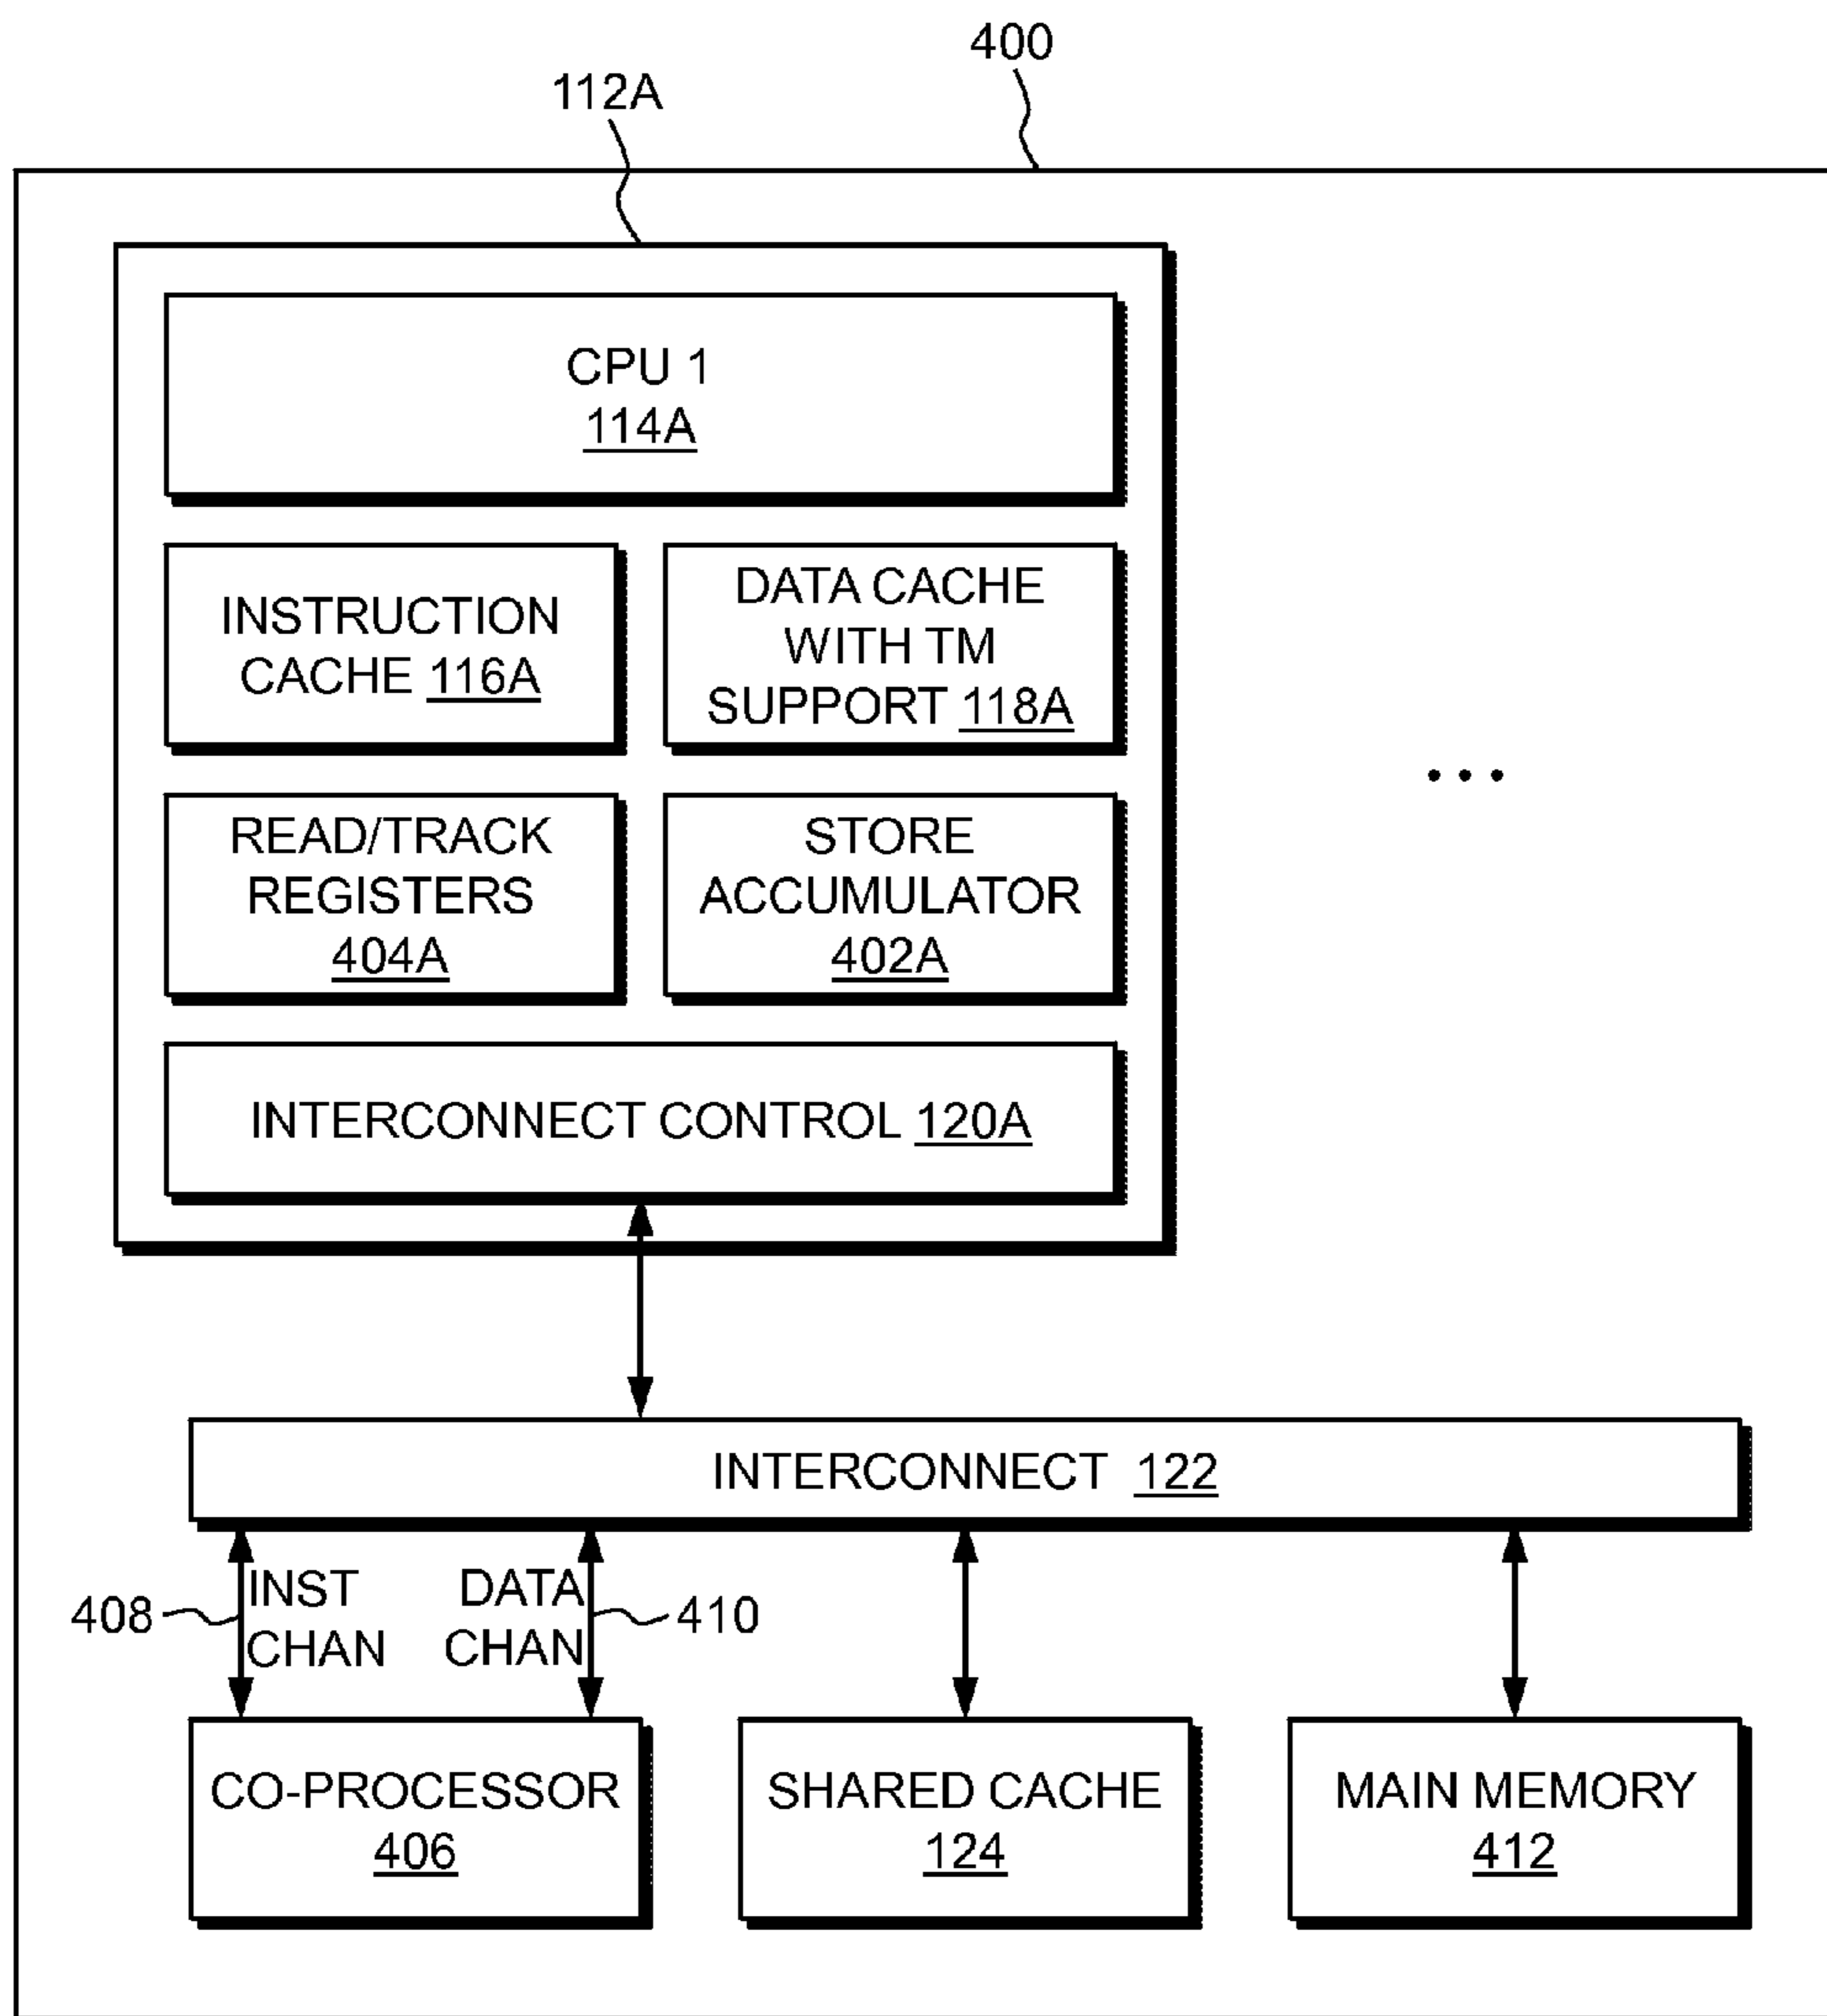 400
112A
CPU 1
114A
INSTRUCTION
CACHE 116A
DATA CACHE
WITH TM
SUPPORT 118A
READ/TRACK
REGISTERS
404A
STORE
ACCUMULATOR
402A
...
INTERCONNECT CONTROL 120A
INTERCONNECT 122
408
INST
CHAN
DATA
CHAN
410
CO-PROCESSOR
406
SHARED CACHE
124
MAIN MEMORY
412